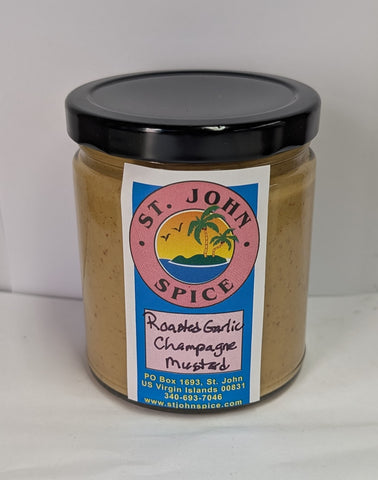 ST. JOHN
SPICE
Roasted Garlic
Champagne
Mustard
PO Box 1693, St. John
US Virgin Islands 00831
340-693-7046
www.stjohnspice.com